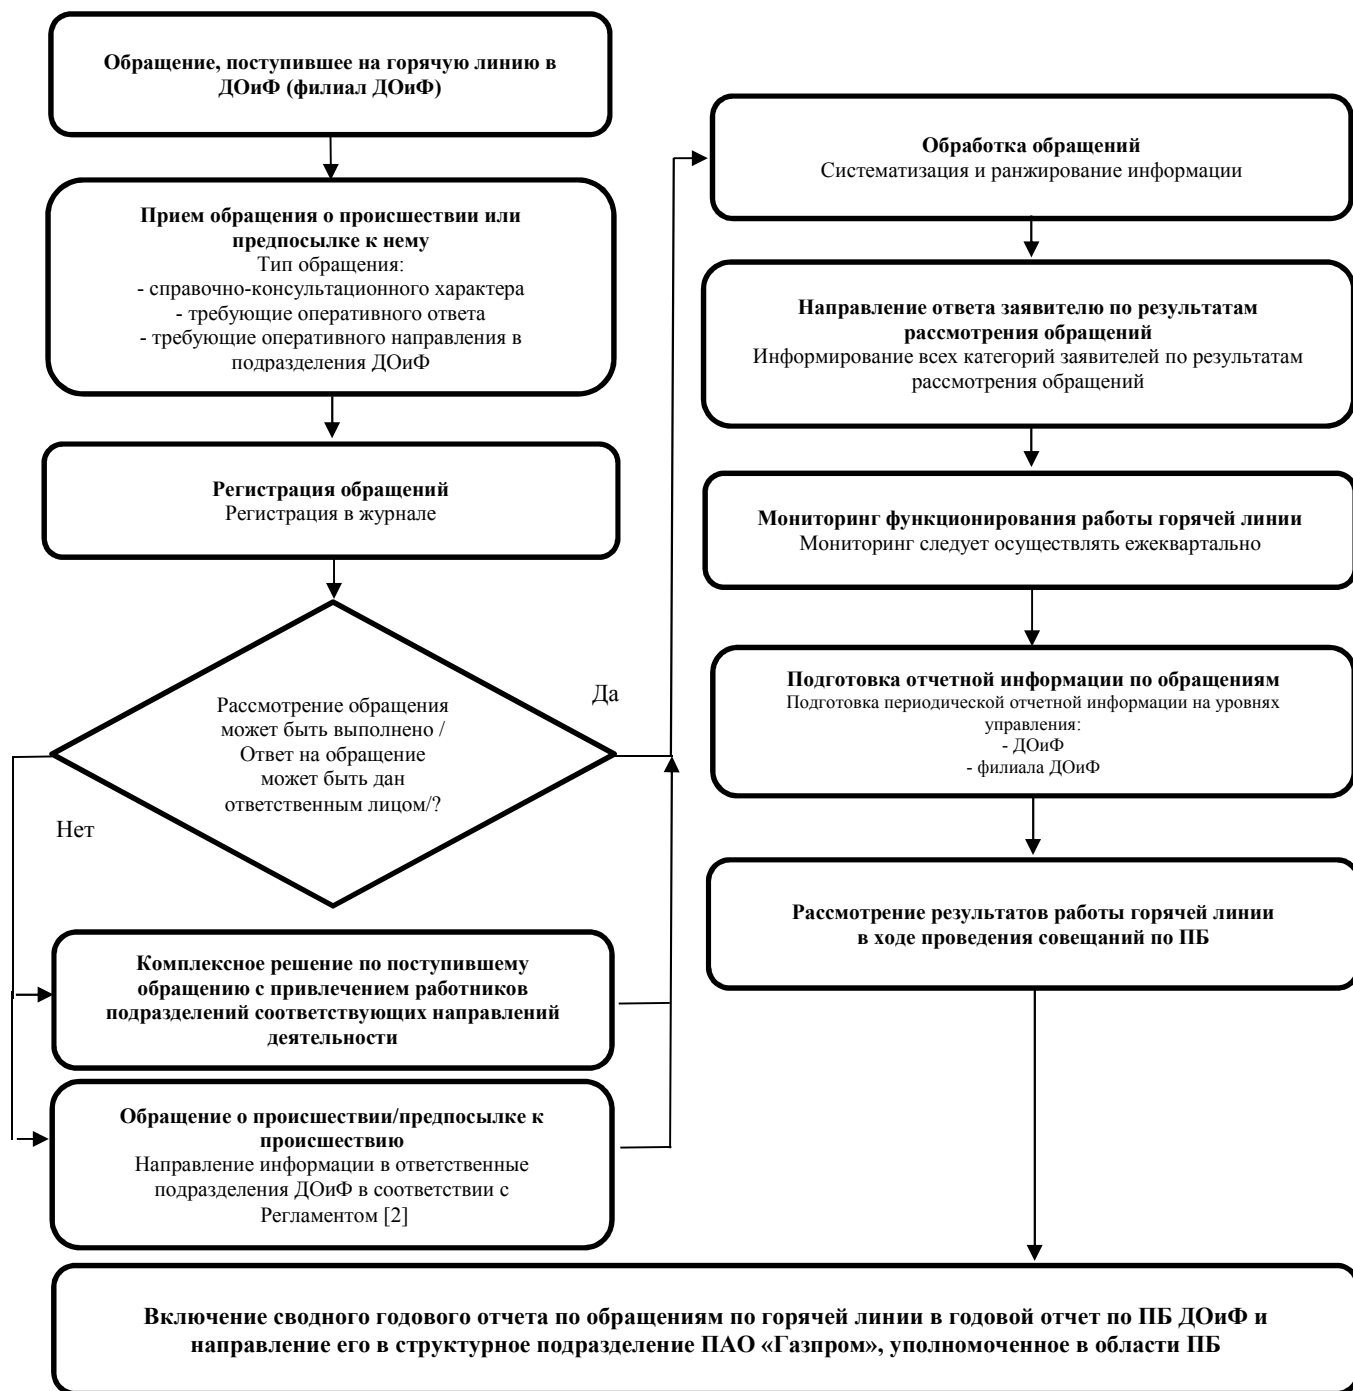 Обращение, поступившее на горячую линию в
ДОиФ (филиал ДОиФ)
Прием обращения о происшествии или
предпосылке к нему
Тип обращения:
- справочно-консультационного характера
- требующие оперативного ответа
- требующие оперативного направления в
подразделения ДОиФ
Регистрация обращений
Регистрация в журнале
Рассмотрение обращения
может быть выполнено /
Ответ на обращение
может быть дан
ответственным лицом/?
Да
Нет
Комплексное решение по поступившему
обращению с привлечением работников
подразделений соответствующих направлений
деятельности
Обращение о происшествии/предпосылке к
происшествию
Направление информации в ответственные
подразделения ДОиФ в соответствии с
Регламентом [2]
Обработка обращений
Систематизация и ранжирование информации
Направление ответа заявителю по результатам
рассмотрения обращений
Информирование всех категорий заявителей по результатам
рассмотрения обращений
Мониторинг функционирования работы горячей линии
Мониторинг следует осуществлять ежеквартально
Подготовка отчетной информации по обращениям
Подготовка периодической отчетной информации на уровнях
управления:
- ДОиФ
- филиала ДОиФ
Рассмотрение результатов работы горячей линии
в ходе проведения совещаний по ПБ
Включение сводного годового отчета по обращениям по горячей линии в годовой отчет по ПБ ДОиФ и
направление его в структурное подразделение ПАО «Газпром», уполномоченное в области ПБ